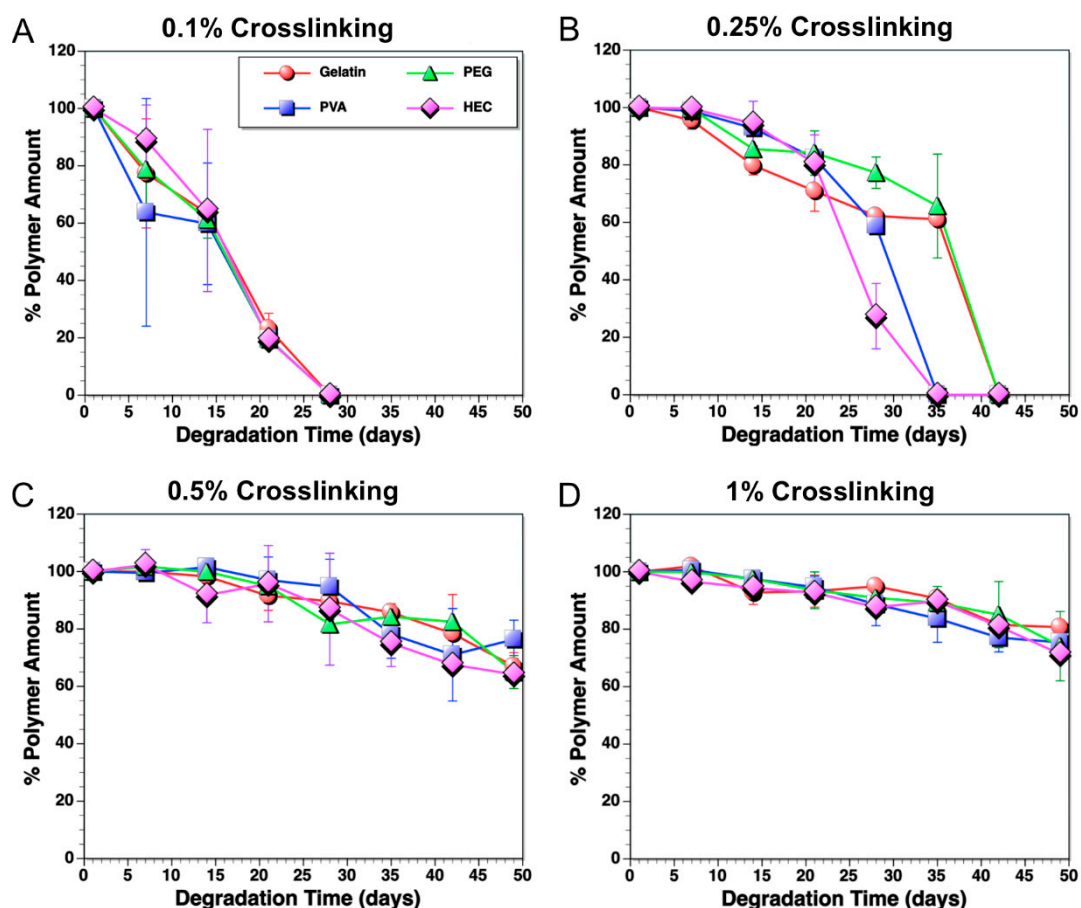 A
0.1% Crosslinking
120
100
80
60
40
20
0
% Polymer Amount
Gelatin
PEG
PVA
HEC
0 5 10 15 20 25 30 35 40 45 50
Degradation Time (days)
B
0.25% Crosslinking
120
100
80
60
40
20
0
% Polymer Amount
0 5 10 15 20 25 30 35 40 45 50
Degradation Time (days)
C
0.5% Crosslinking
120
100
80
60
40
20
0
% Polymer Amount
0 5 10 15 20 25 30 35 40 45 50
Degradation Time (days)
D
1% Crosslinking
120
100
80
60
40
20
0
% Polymer Amount
0 5 10 15 20 25 30 35 40 45 50
Degradation Time (days)